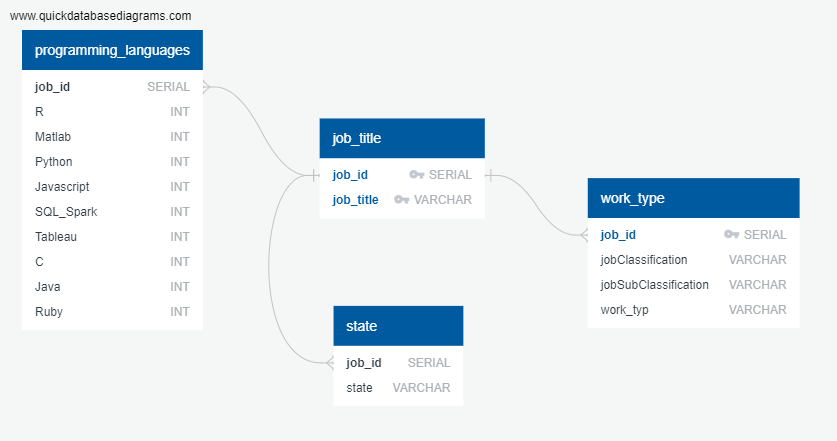 www.quickdatabasediagrams.com
programming_languages
job_id SERIAL
R INT
Matlab INT
Python INT
Javascript INT
SQL_Spark INT
Tableau INT
C INT
Java INT
Ruby INT
job_title
job_id SERIAL
job_title VARCHAR
work_type
job_id SERIAL
jobClassification VARCHAR
jobSubClassification VARCHAR
work_typ VARCHAR
state
job_id SERIAL
state VARCHAR